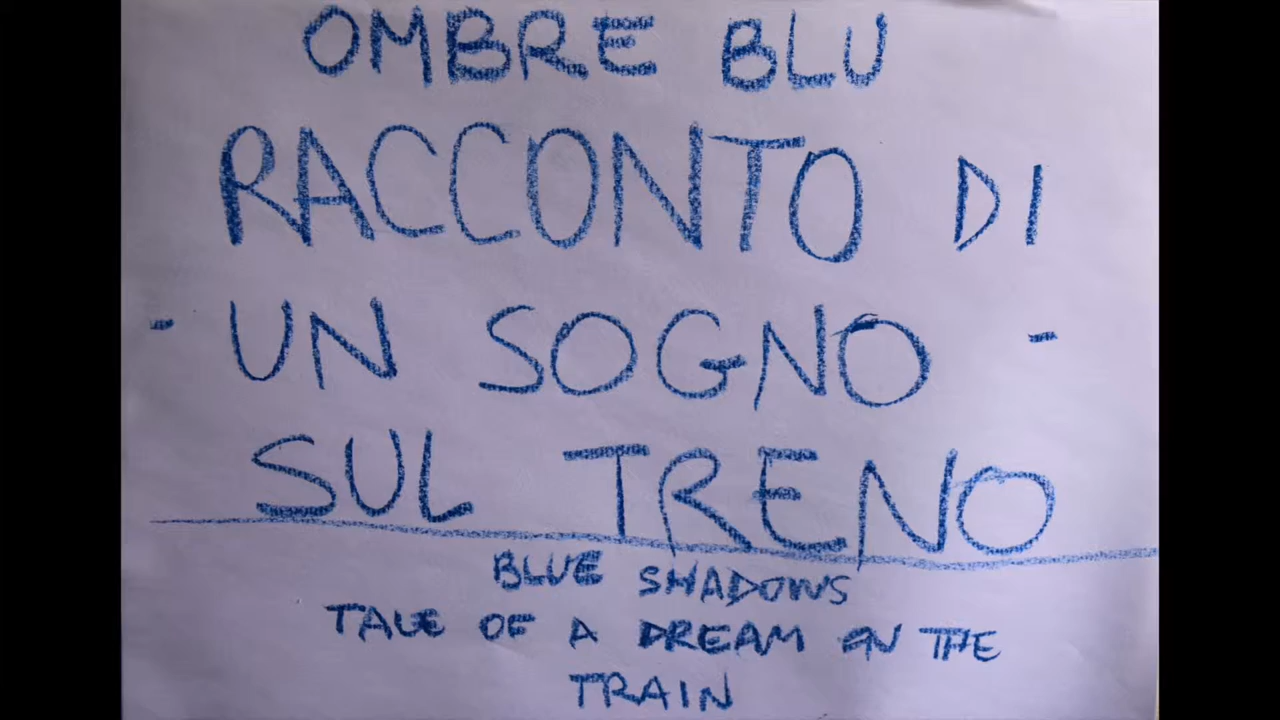 OMBRE BLU
RACCONTO DI
- UN SOGNO -
SUL TRENO
BLUE SHADOWS
TALE OF A DREAM ON THE
TRAIN